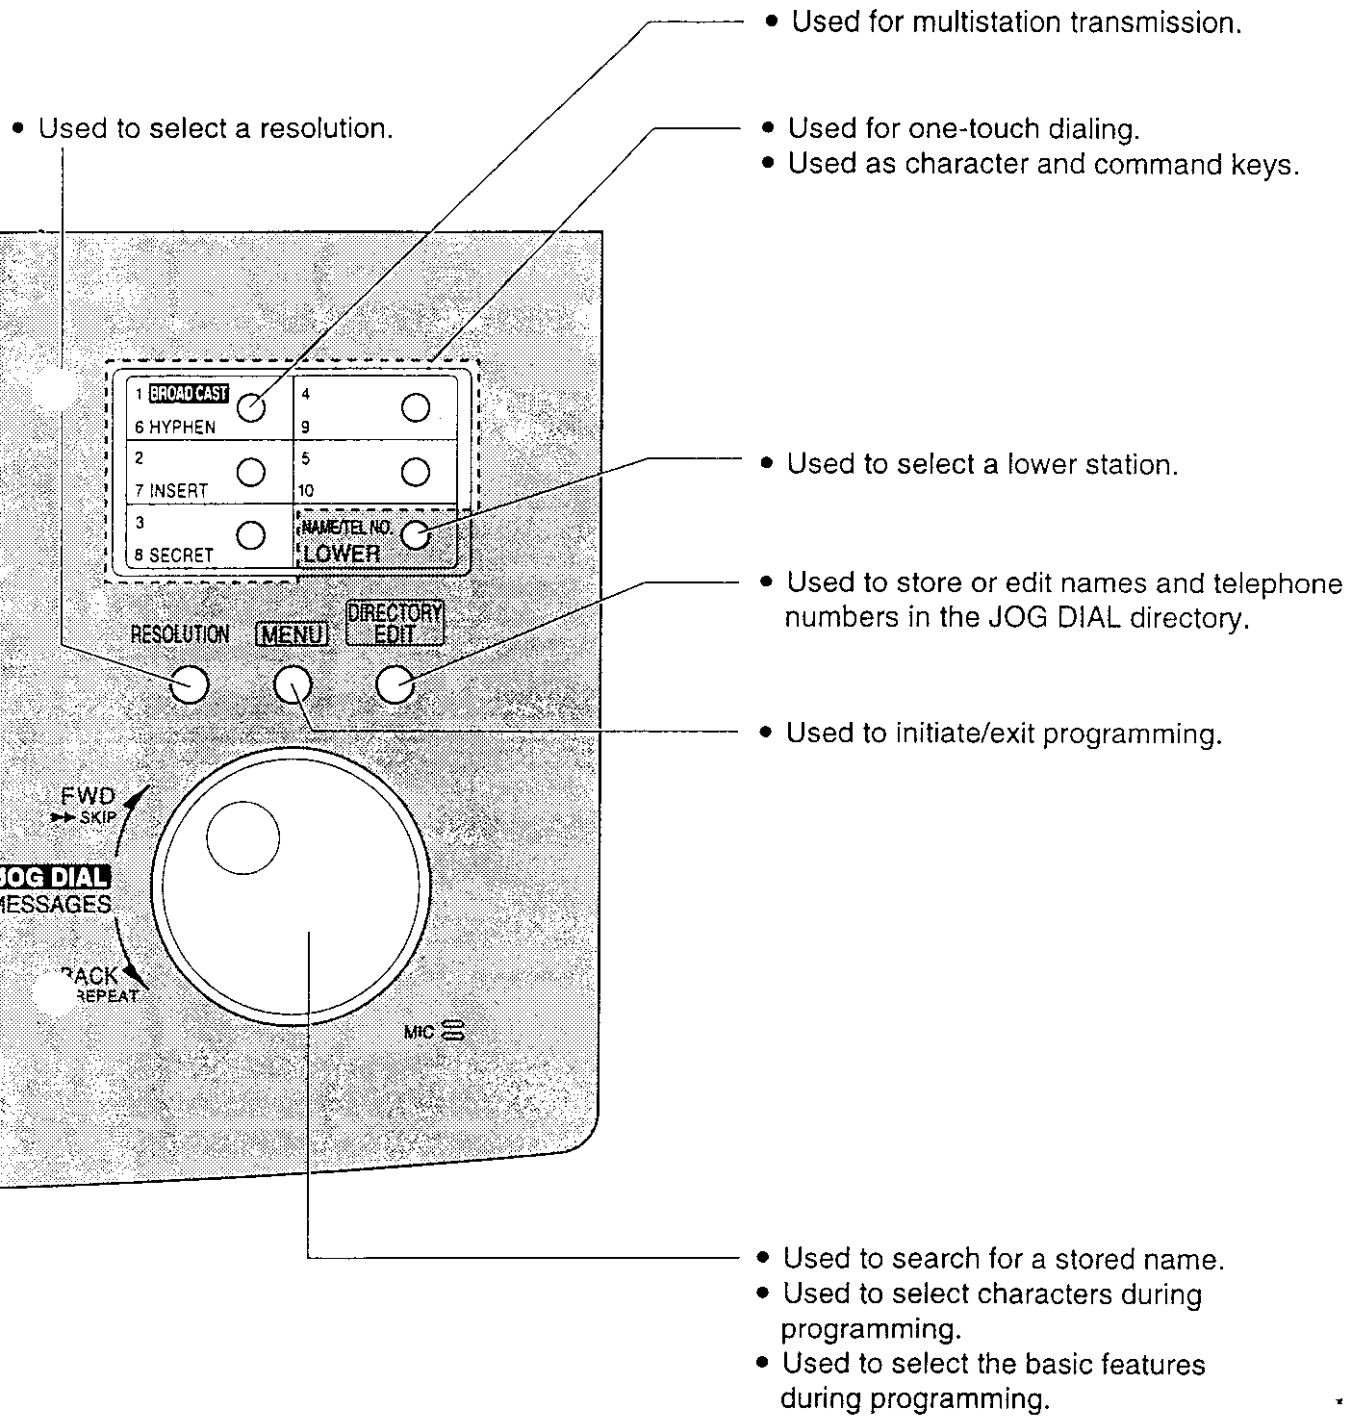 • Used for multistation transmission.
• Used to select a resolution.
• Used for one-touch dialing.
• Used as character and command keys.
1 BROAD CAST
6 HYPHEN
4
9
2
7 INSERT
5
10
3
8 SECRET
NAME/TEL NO.
LOWER
• Used to select a lower station.
• Used to store or edit names and telephone
numbers in the JOG DIAL directory.
RESOLUTION
MENU
DIRECTORY
EDIT
• Used to initiate/exit programming.
FWD
►► SKIP
JOG DIAL
MESSAGES
BACK
REPEAT
MIC
• Used to search for a stored name.
• Used to select characters during
programming.
• Used to select the basic features
during programming.